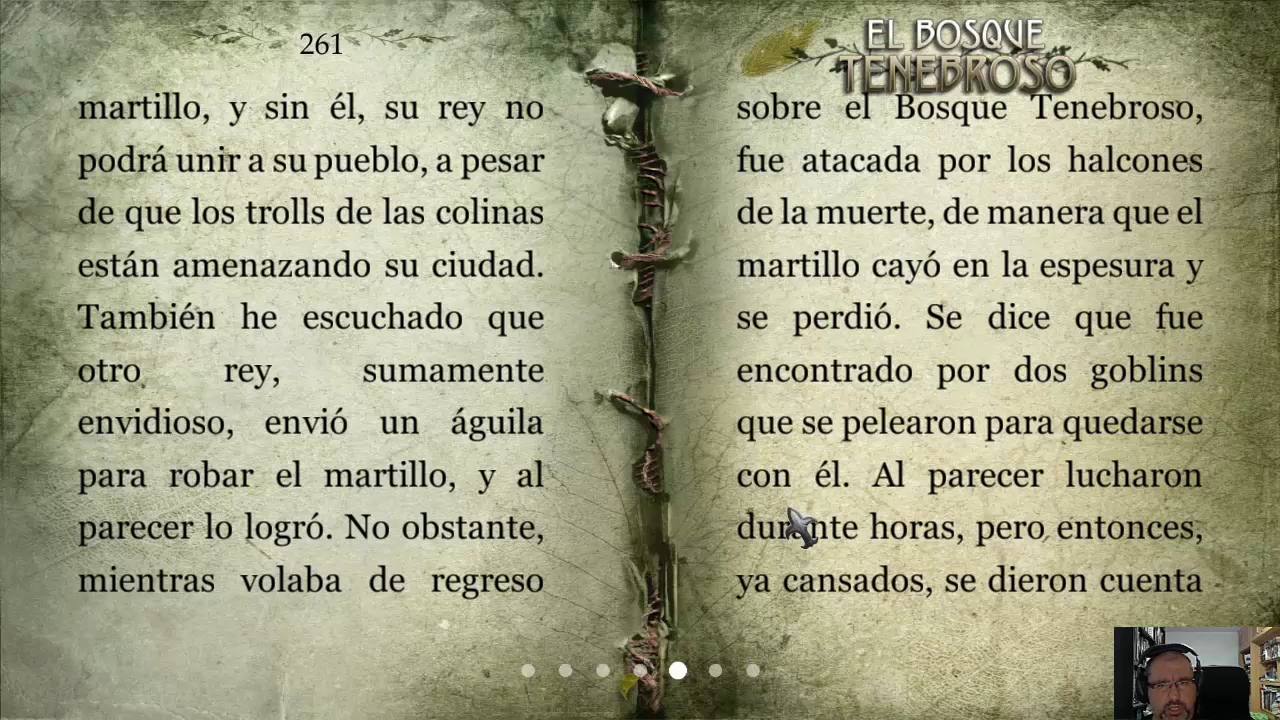 261
martillo, y sin él, su rey no
podrá unir a su pueblo, a pesar
de que los trolls de las colinas
están amenazando su ciudad.
También he escuchado que
otro rey, sumamente
envidioso, envió un águila
para robar el martillo, y al
parecer lo logró. No obstante,
mientras volaba de regreso
EL BOSQUE
TENEBROSO
sobre el Bosque Tenebroso,
fue atacada por los halcones
de la muerte, de manera que el
martillo cayó en la espesura y
se perdió. Se dice que fue
encontrado por dos goblins
que se pelearon para quedarse
con él. Al parecer lucharon
durante horas, pero entonces,
ya cansados, se dieron cuenta